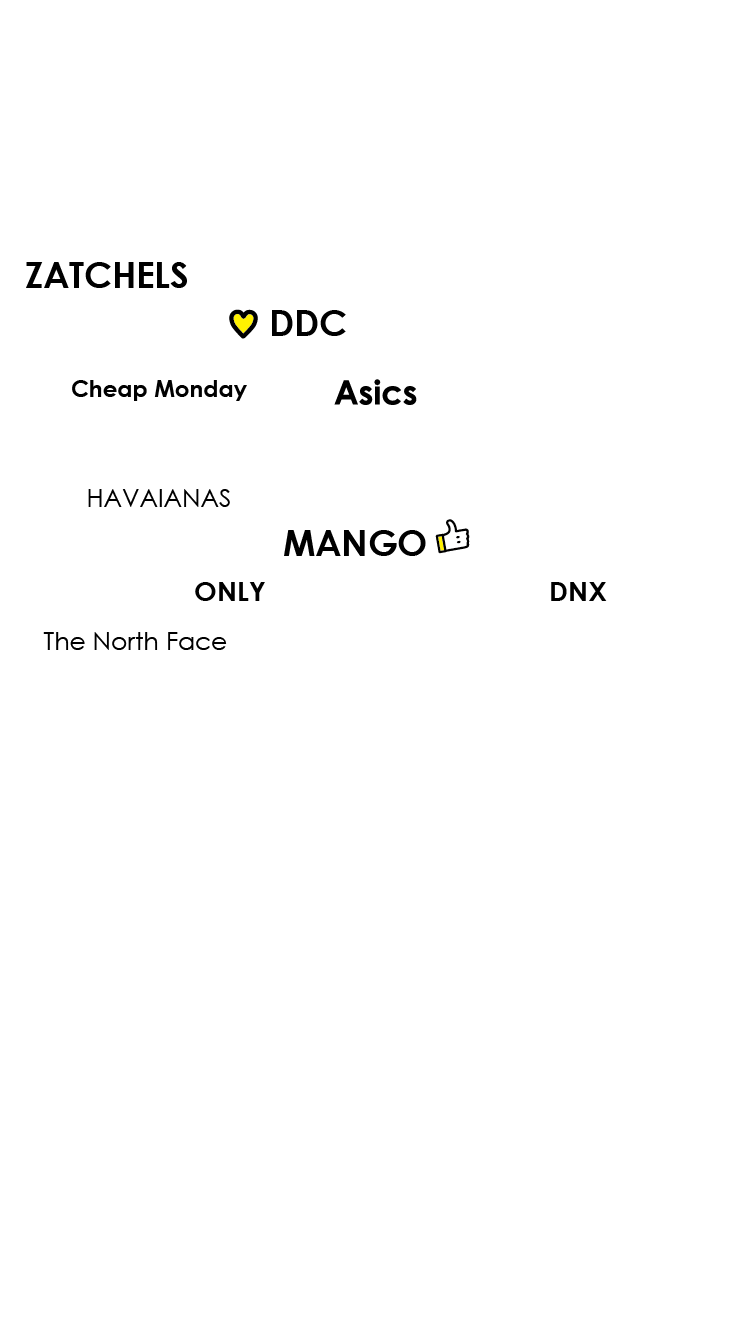 ZATCHELS
DDC
Cheap Monday Asics
HAVAIANAS
MANGO
ONLY DNX
The North Face